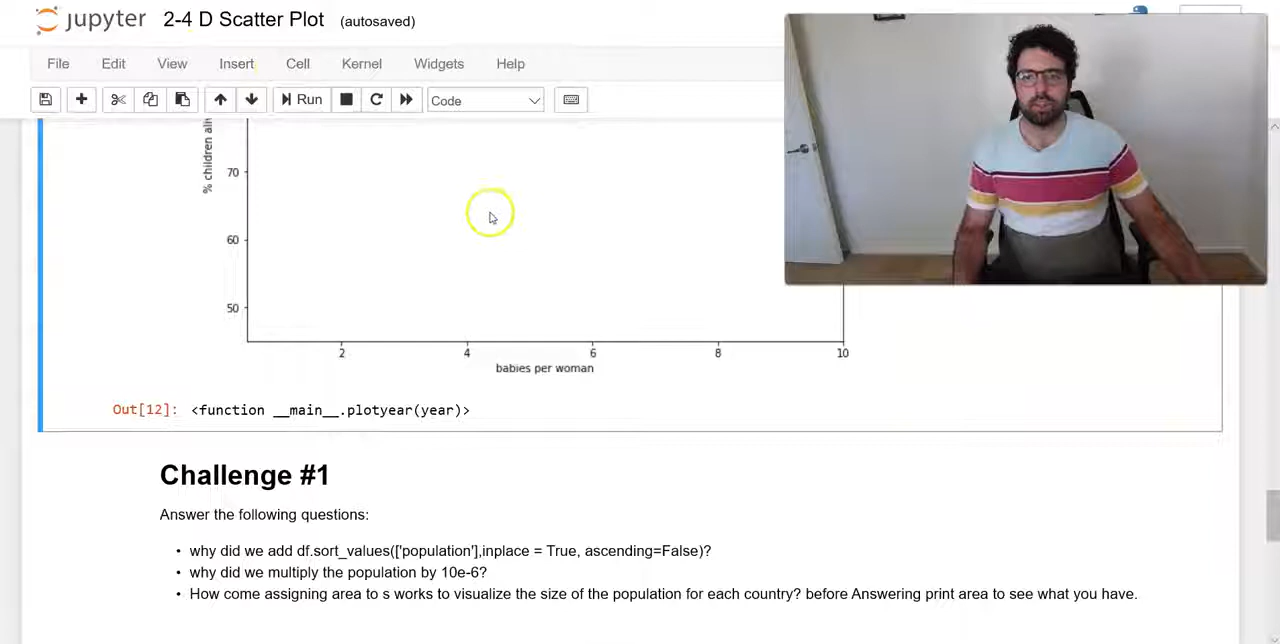 jupyter 2-4 D Scatter Plot (autosaved)
File Edit View Insert Cell Kernel Widgets Help
Run Code
% children aliv
70
60
50
2 4 6 8 10
babies per woman
Out[12]: <function __main__.plotyear(year)>
Challenge #1
Answer the following questions:
• why did we add df.sort_values(['population'],inplace = True, ascending=False)?
• why did we multiply the population by 10e-6?
• How come assigning area to s works to visualize the size of the population for each country? before Answering print area to see what you have.